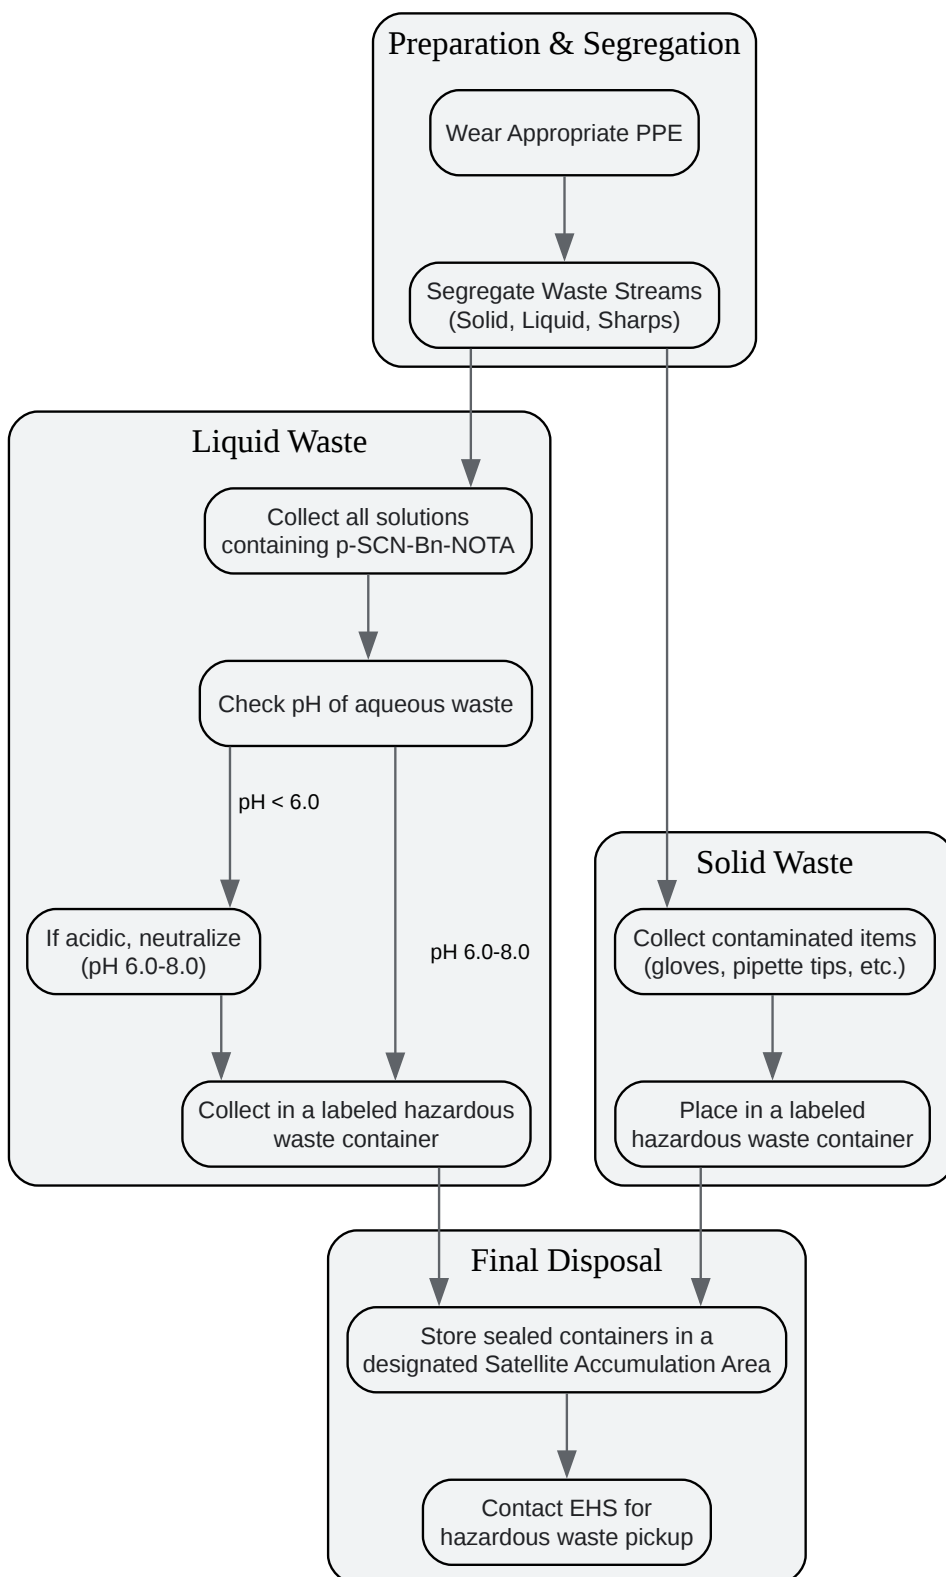 Preparation & Segregation
Wear Appropriate PPE
Segregate Waste Streams
(Solid, Liquid, Sharps)
Liquid Waste
Collect all solutions
containing p-SCN-Bn-NOTA
Check pH of aqueous waste
pH < 6.0
If acidic, neutralize
(pH 6.0-8.0)
pH 6.0-8.0
Collect in a labeled hazardous
waste container
Solid Waste
Collect contaminated items
(gloves, pipette tips, etc.)
Place in a labeled
hazardous waste container
Final Disposal
Store sealed containers in a
designated Satellite Accumulation Area
Contact EHS for
hazardous waste pickup